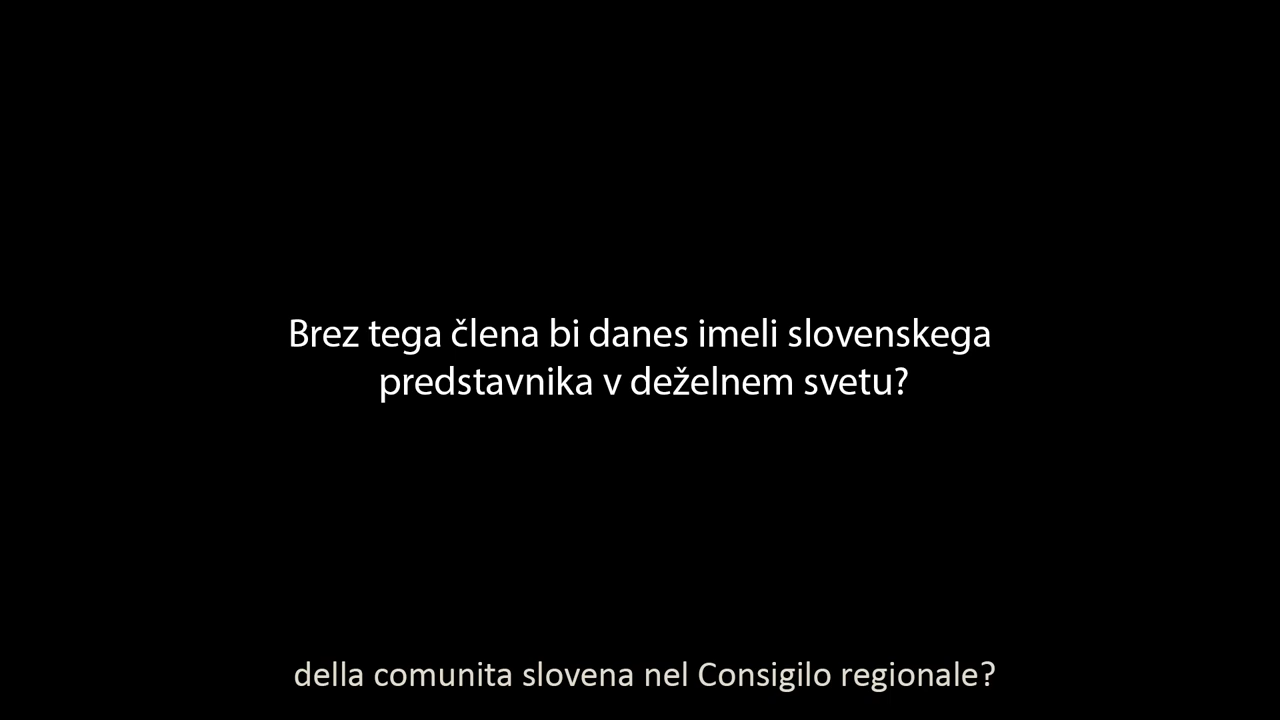 Brez tega člena bi danes imeli slovenskega
predstavnika v deželnem svetu?
della comunita slovena nel Consigilo regionale?